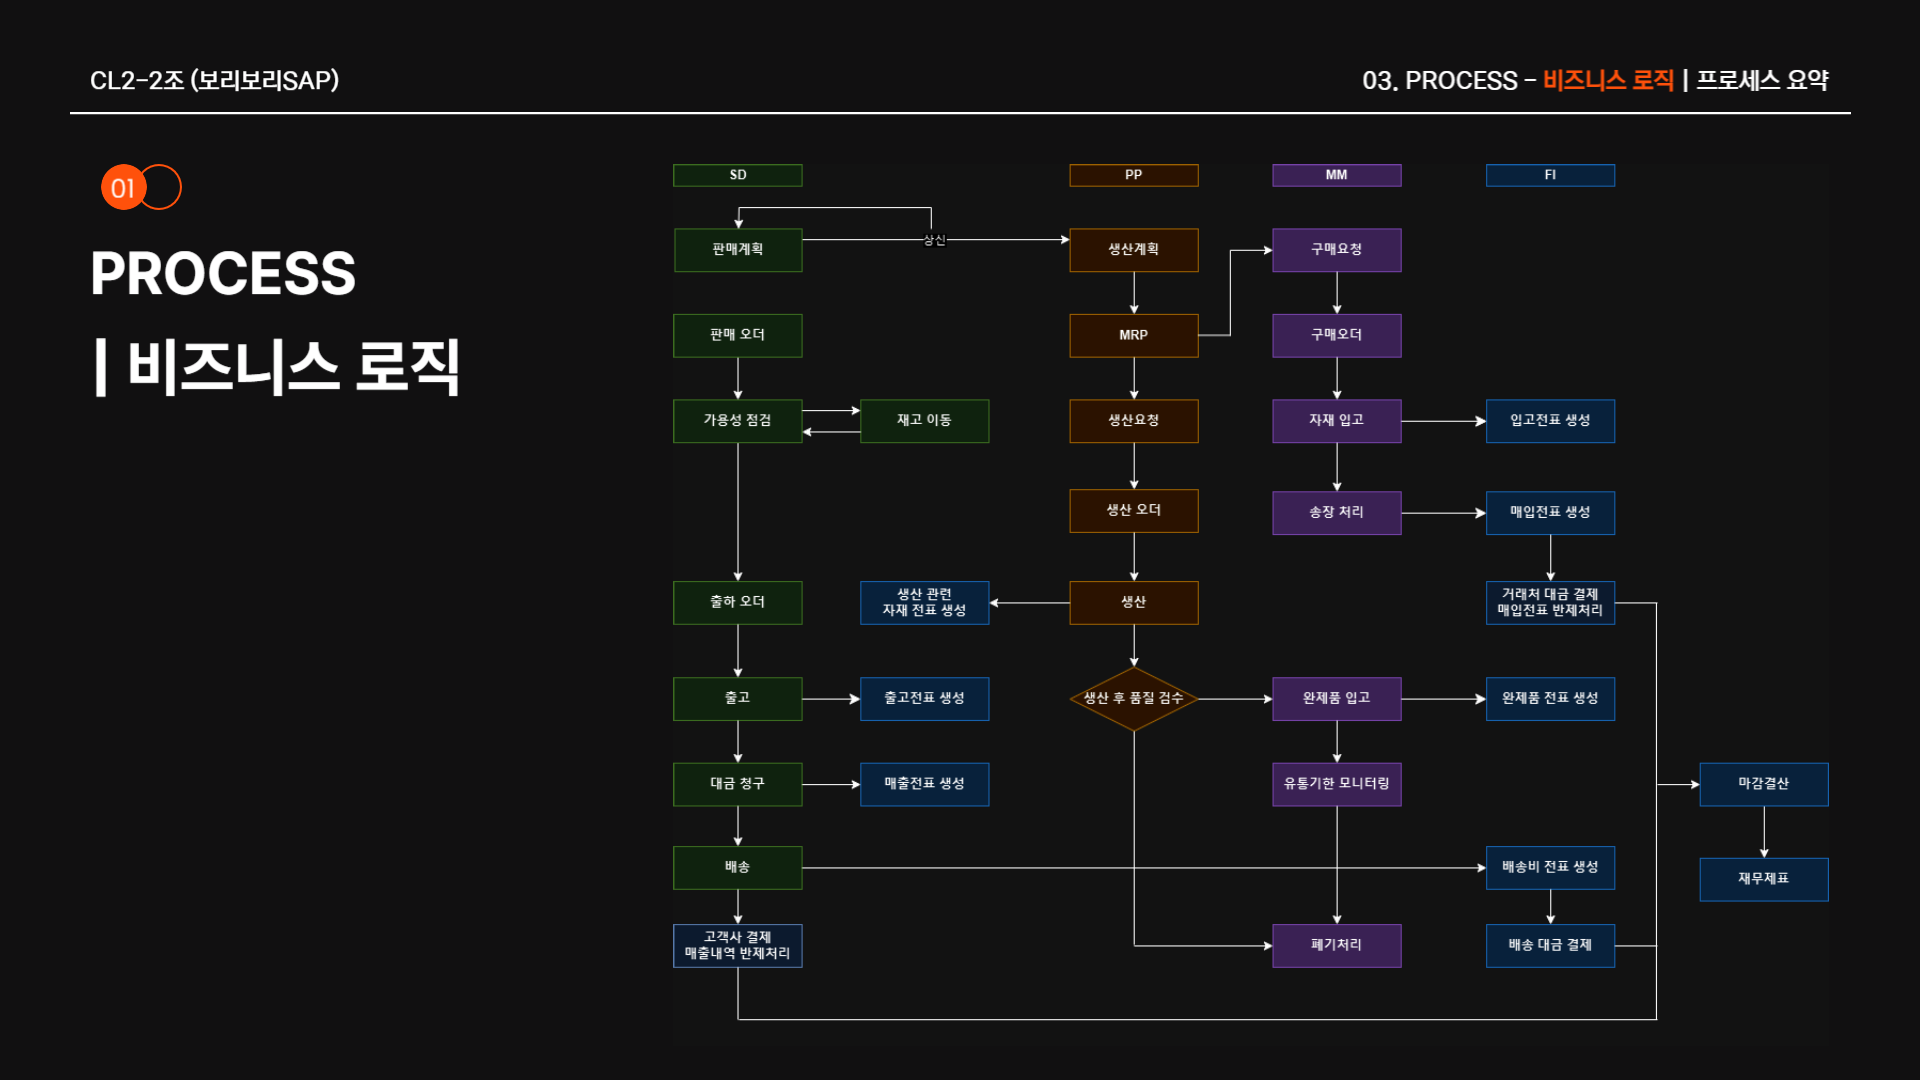 CL2-2조 (보리보리SAP)
03. PROCESS - 비즈니스 로직 | 프로세스 요약
01
PROCESS
| 비즈니스 로직
SD
PP
MM
FI
판매계획
상신
생산계획
구매요청
판매 오더
MRP
구매오더
가용성 점검
재고 이동
생산요청
자재 입고
입고전표 생성
생산 오더
송장 처리
매입전표 생성
출하 오더
생산 관련
자재 전표 생성
생산
거래처 대금 결제
매입전표 반제처리
출고
출고전표 생성
생산 후 품질 검수
완제품 입고
완제품 전표 생성
대금 청구
매출전표 생성
유통기한 모니터링
마감결산
배송
배송비 전표 생성
재무제표
고객사 결제
매출내역 반제처리
폐기처리
배송 대금 결제